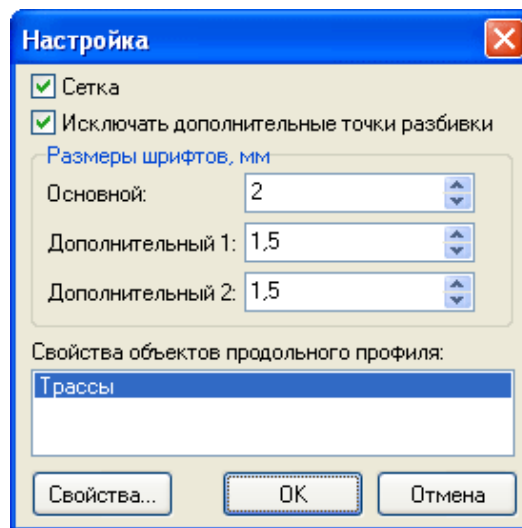 Настройка
Сетка
Исключать дополнительные точки разбивки
Размеры шрифтов, мм
Основной: 2
Дополнительный 1: 1,5
Дополнительный 2: 1,5
Свойства объектов продольного профиля:
Трассы
Свойства... OK Отмена